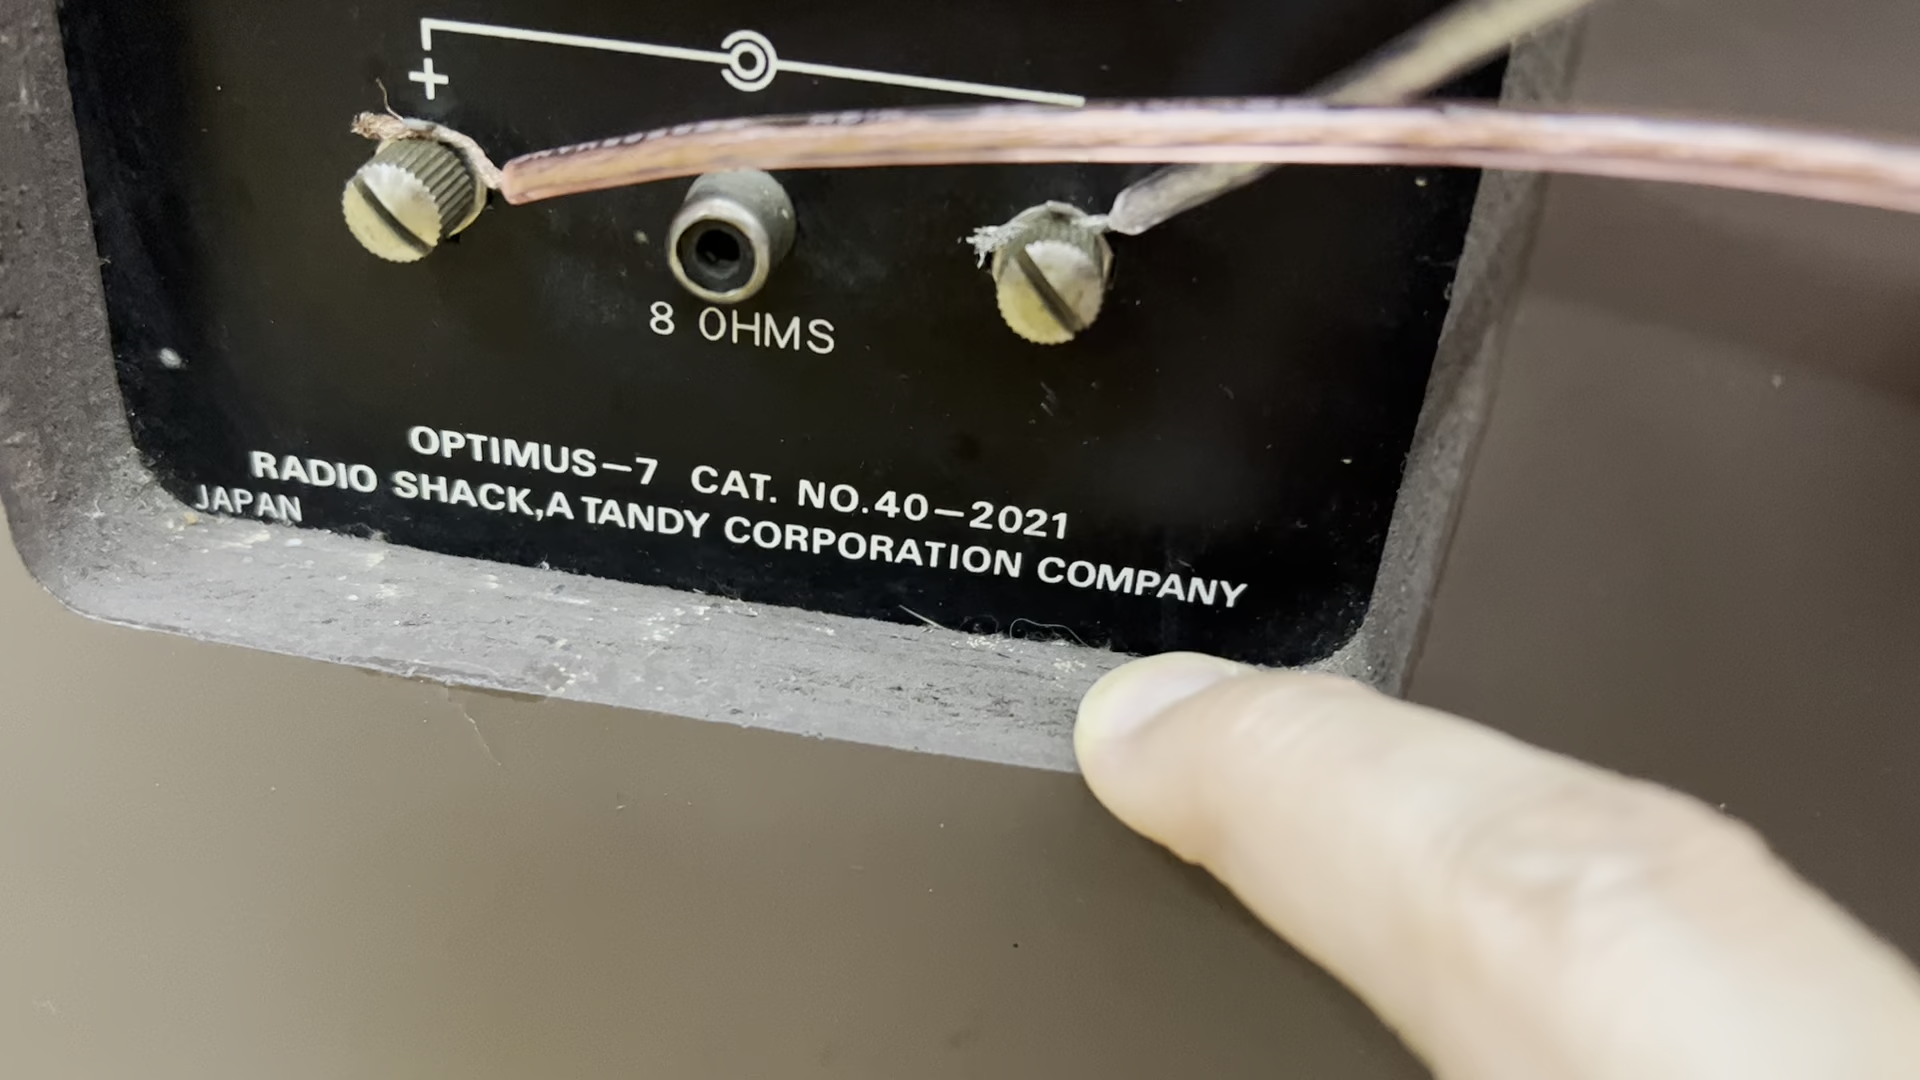 +
8 OHMS
OPTIMUS-7 CAT. NO.40-2021
RADIO SHACK,A TANDY CORPORATION COMPANY
JAPAN